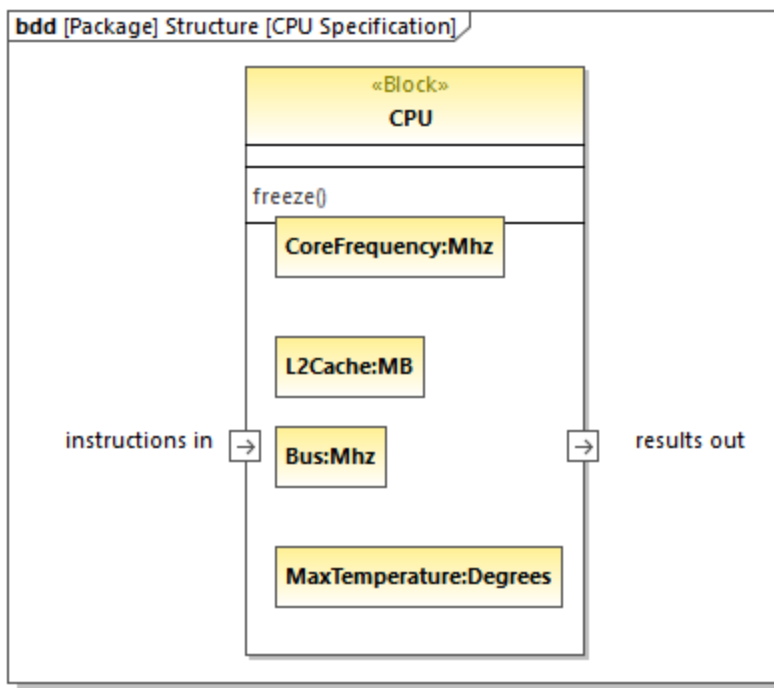 bdd [Package] Structure [CPU Specification]
«Block»
CPU
freeze()
CoreFrequency:Mhz
L2Cache:MB
instructions in
results out
Bus:Mhz
MaxTemperature:Degrees